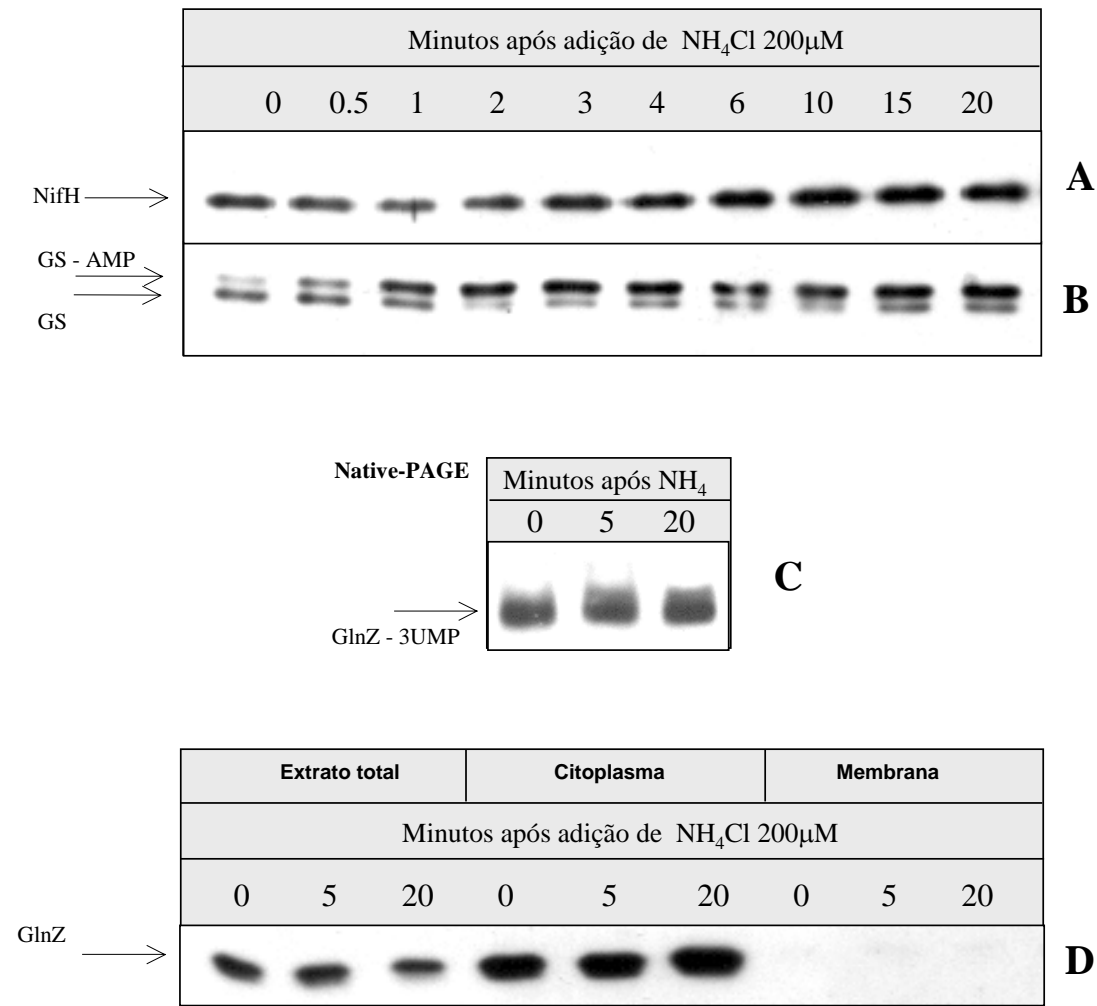 Minutos após adição de NH₄Cl 200μM
0 0.5 1 2 3 4 6 10 15 20
A
NifH
GS - AMP
GS
B
Native-PAGE
Minutos após NH₄
0 5 20
C
GlnZ - 3UMP
Extrato total Citoplasma Membrana
Minutos após adição de NH₄Cl 200μM
0 5 20 0 5 20 0 5 20
GlnZ
D